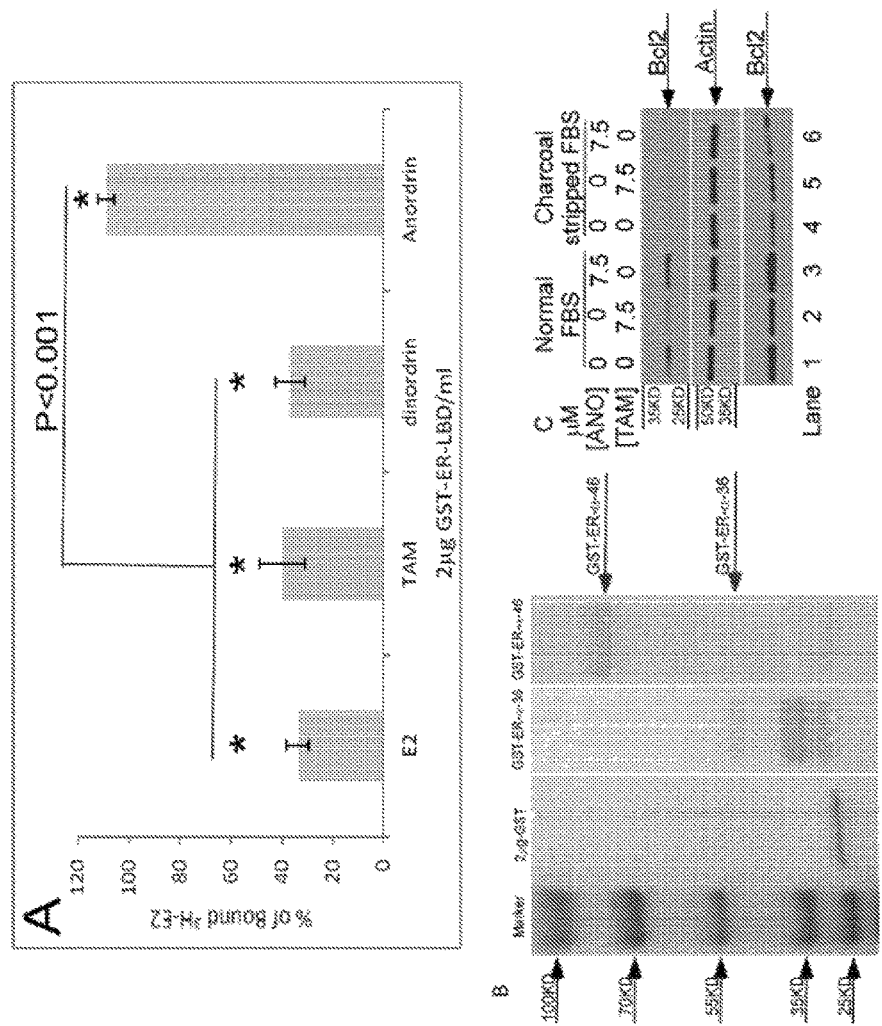 A
P<0.001
% of Bound ³H-E2
120
100
80
60
40
20
0
* * * *
E2 TAM dinordrin Anordrin
2µg GST-ER-LBD/ml
B
Marker 2µg-GST GST-ER-α-36 GST-ER-α-46
100KD
70KD
55KD
35KD
25KD
GST-ER-α-46
GST-ER-α-36
C
Normal FBS
Charcoal stripped FBS
µM
[ANO] 0 0 7.5 0 0 7.5
[TAM] 0 7.5 0 0 7.5 0
35KD
25KD
50KD
35KD
Bcl2
Actin
Bcl2
Lane 1 2 3 4 5 6